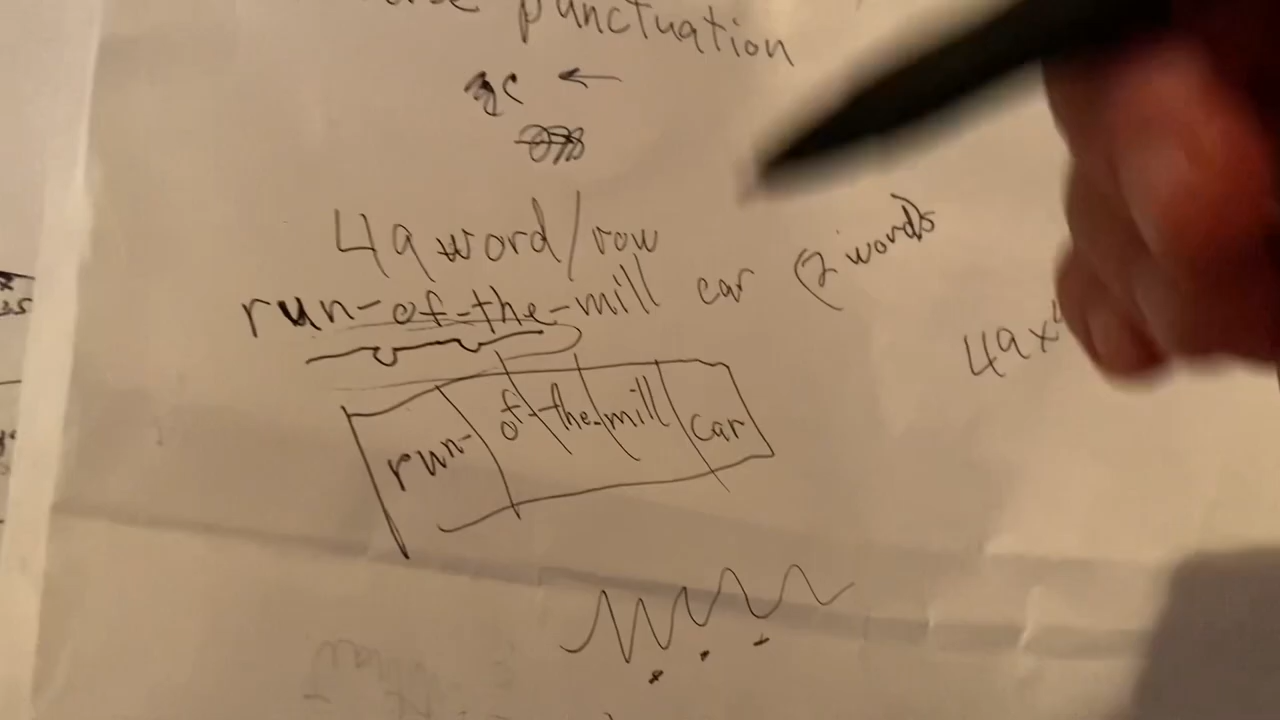 punctuation
4a word/row
run-of-the-mill car (2 words
4a x
run- of- the- mill car